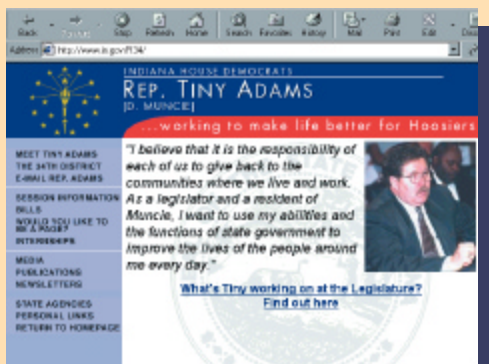 Back
Stop
Refresh
Home
Search
Favorites
History
Mail
Print
Edit
Address
INDIANA HOUSE DEMOCRATS
REP. TINY ADAMS
[D. MUNCIE]
...working to make life better for Hoosiers
MEET TINY ADAMS
THE 34TH DISTRICT
E-MAIL REP. ADAMS
SESSION INFORMATION
BILLS
WOULD YOU LIKE TO
BE A PAGE?
INTERNSHIPS
MEDIA
PUBLICATIONS
NEWSLETTERS
STATE AGENCIES
PERSONAL LINKS
RETURN TO HOMEPAGE
"I believe that it is the responsibility of
each of us to give back to the
communities where we live and work.
As a legislator and a resident of
Muncie, I want to use my abilities and
the functions of state government to
improve the lives of the people around
me every day."
What's Tiny working on at the Legislature?
Find out here